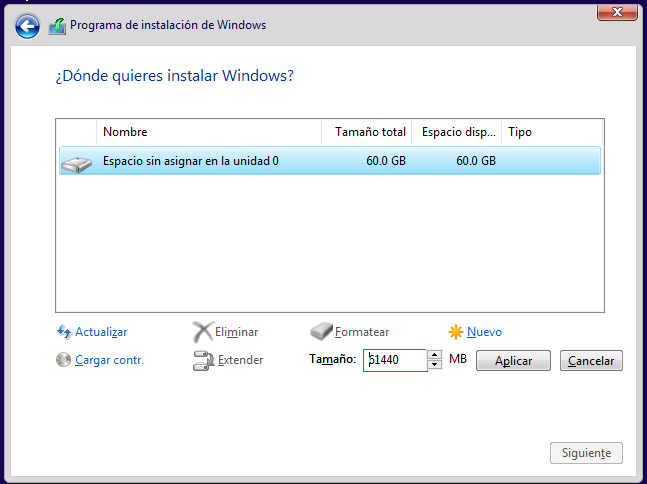 Programa de instalación de Windows
¿Dónde quieres instalar Windows?
Nombre Tamaño total Espacio disp... Tipo
Espacio sin asignar en la unidad 0 60.0 GB 60.0 GB
Actualizar Eliminar Formatear Nuevo
Cargar contr. Extender Tamaño: 51440 MB Aplicar Cancelar
Siguiente